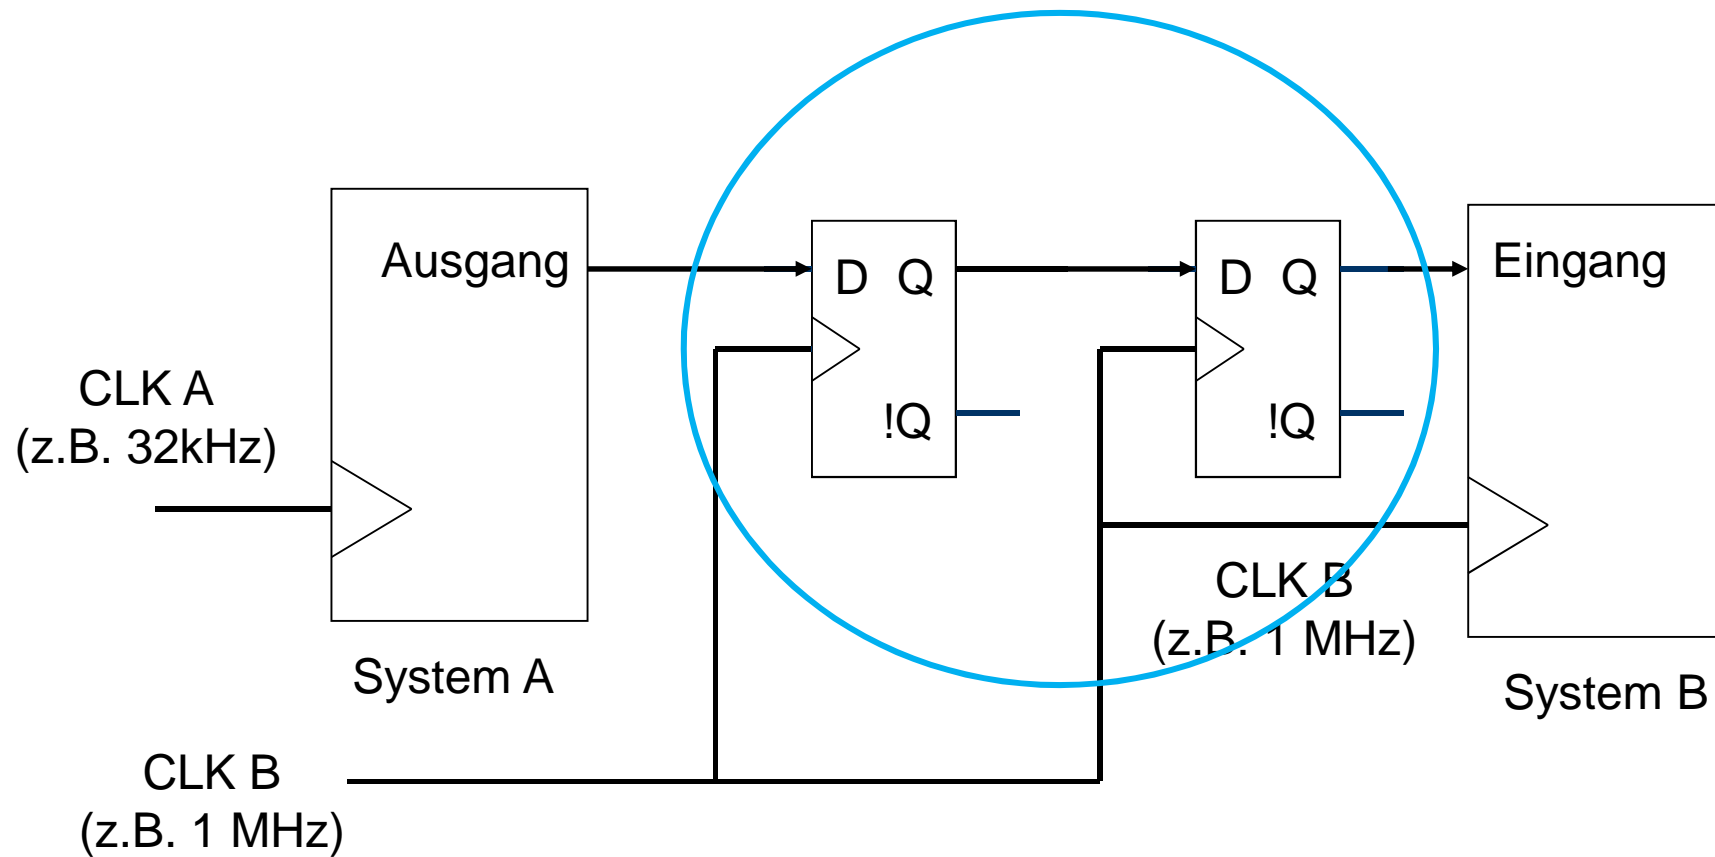 Ausgang
D Q
D Q
Eingang
CLK A
(z.B. 32kHz)
!Q
!Q
CLK B
(z.B. 1 MHz)
System A
System B
CLK B
(z.B. 1 MHz)